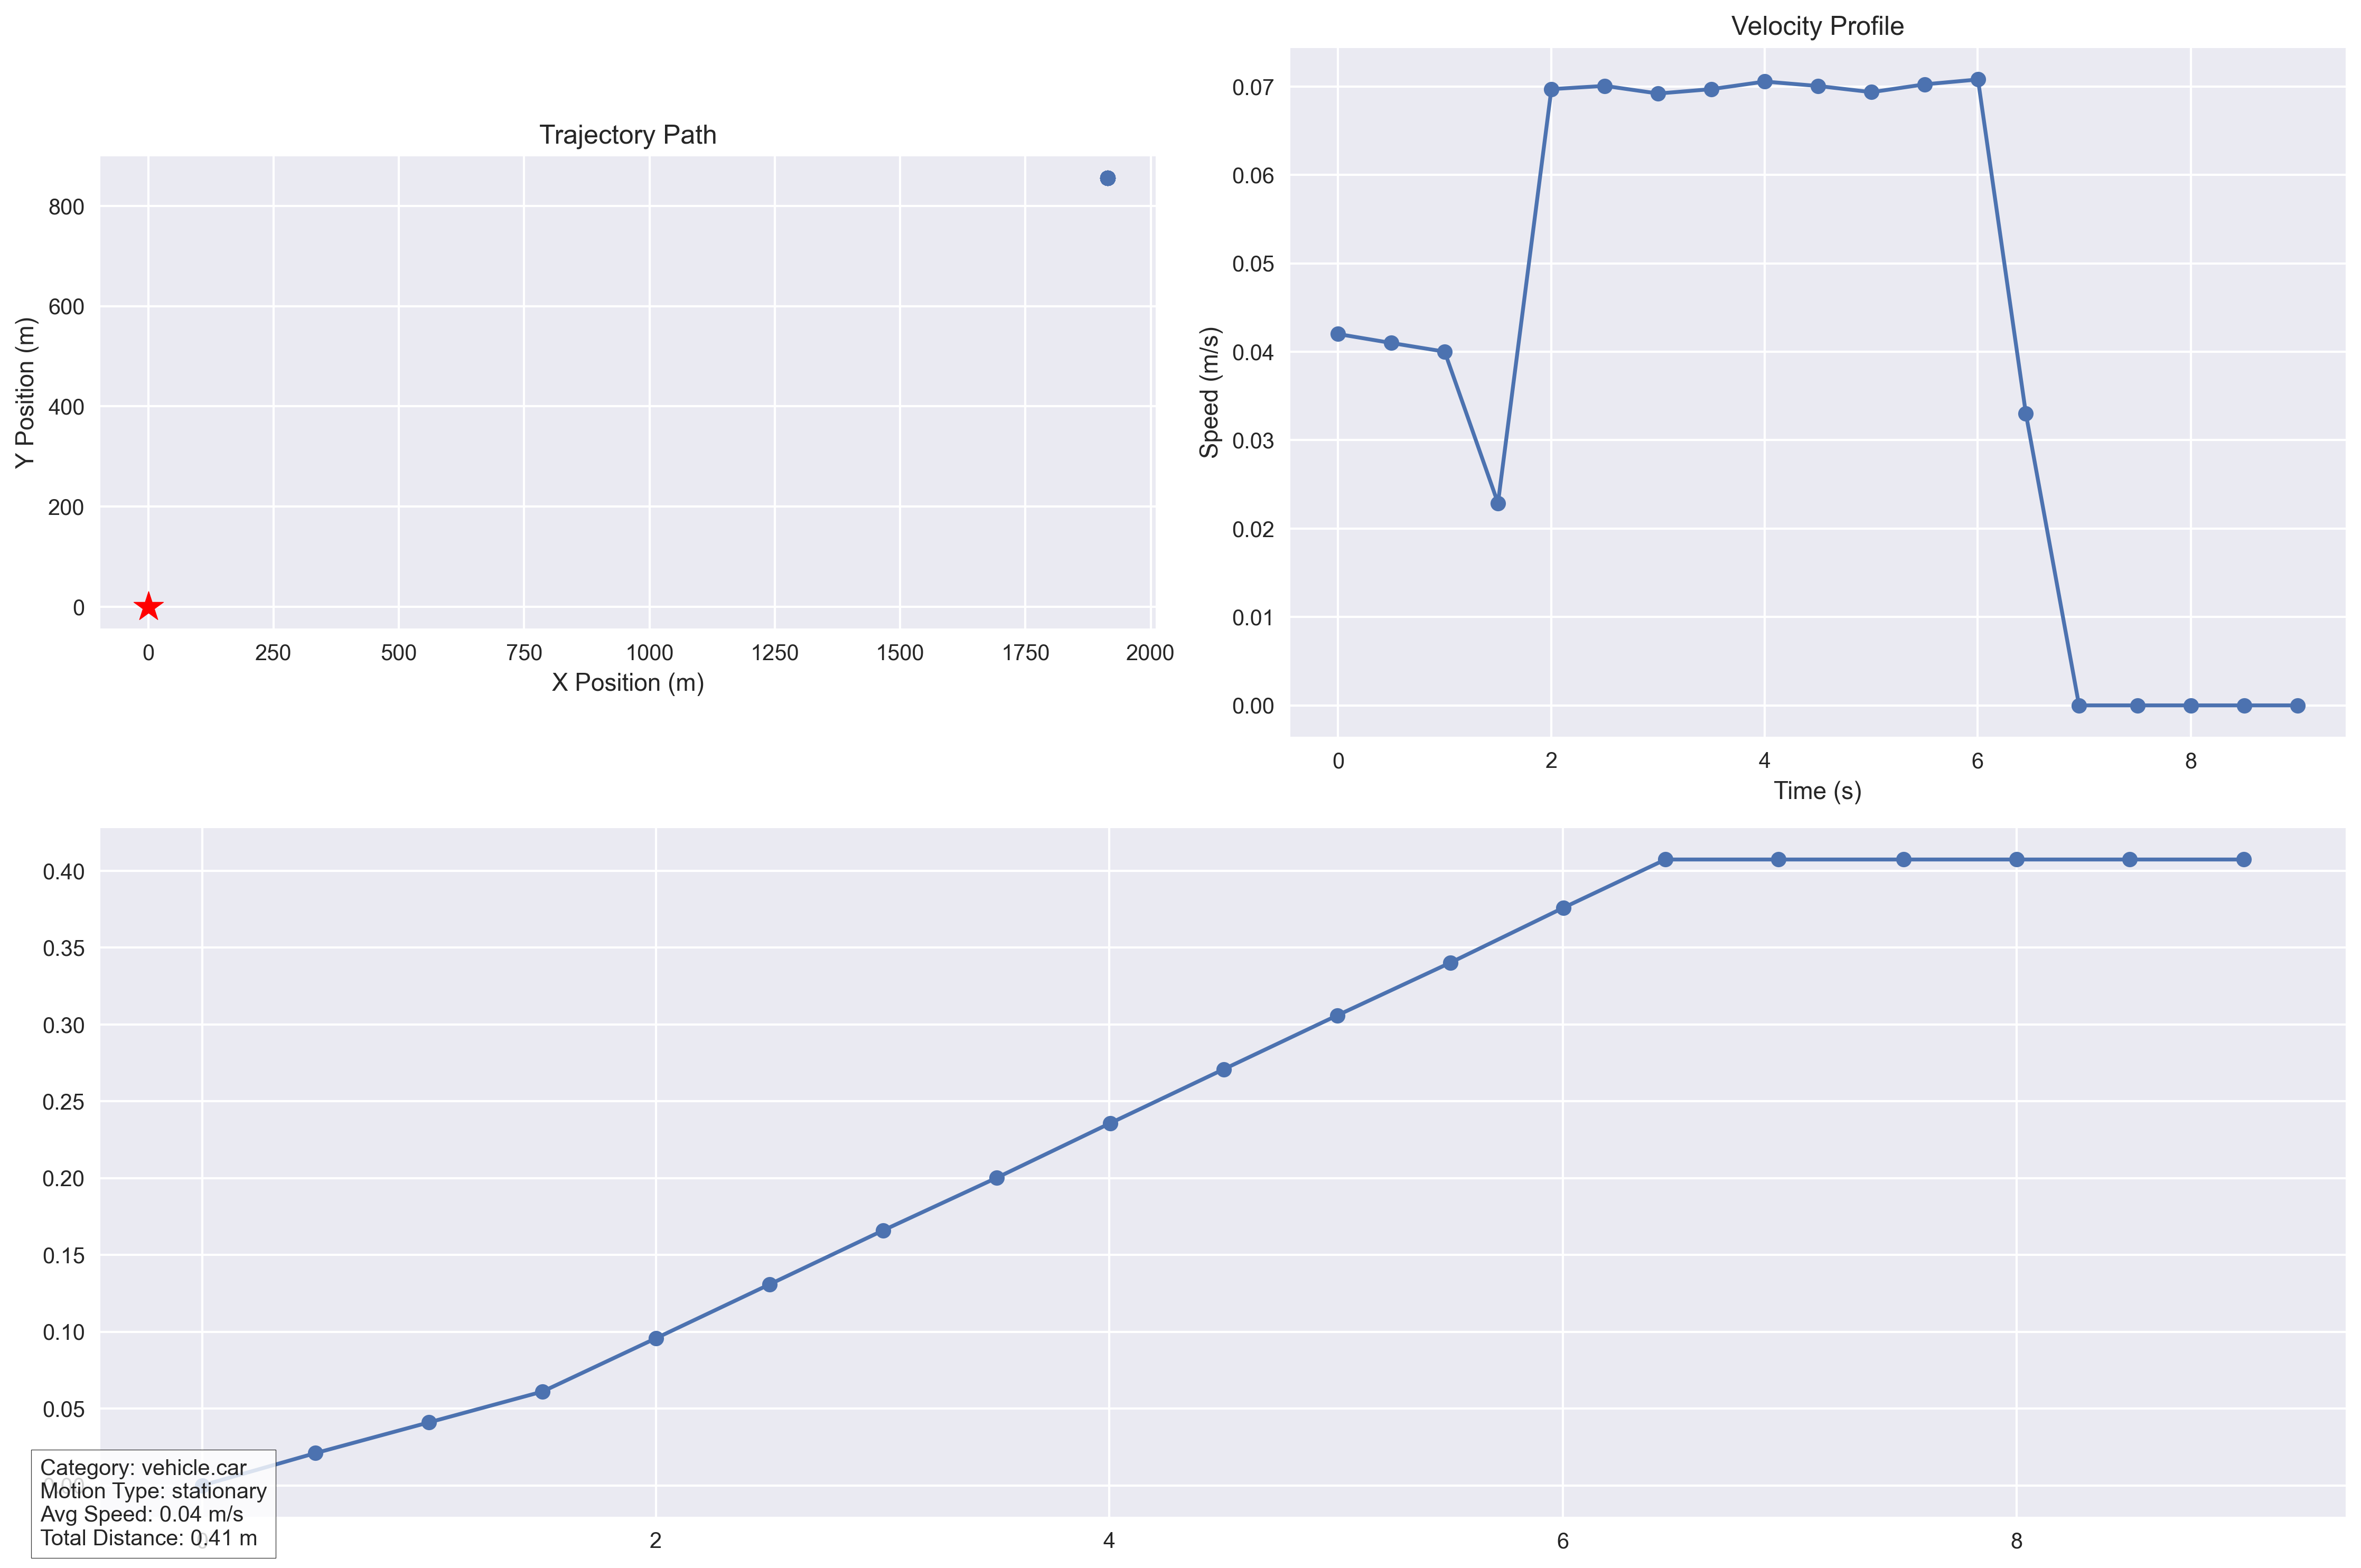 Trajectory Path
Y Position (m)
800
600
400
200
0
0 250 500 750 1000 1250 1500 1750 2000
X Position (m)
Velocity Profile
Speed (m/s)
0.07
0.06
0.05
0.04
0.03
0.02
0.01
0.00
0 2 4 6 8
Time (s)
0.40
0.35
0.30
0.25
0.20
0.15
0.10
0.05
0.00
0 2 4 6 8
Category: vehicle.car
Motion Type: stationary
Avg Speed: 0.04 m/s
Total Distance: 0.41 m